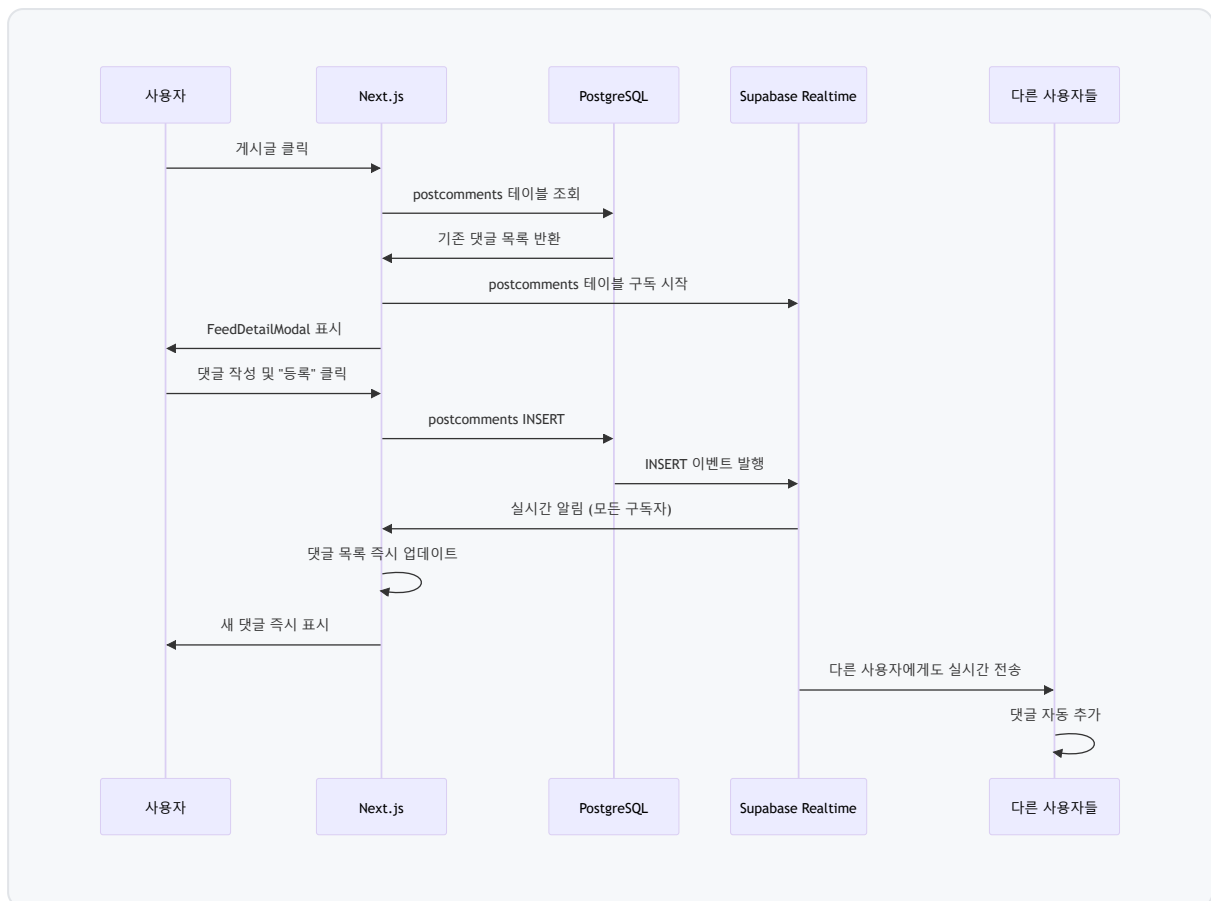 사용자
Next.js
PostgreSQL
Supabase Realtime
다른 사용자들
게시글 클릭
postcomments 테이블 조회
기존 댓글 목록 반환
postcomments 테이블 구독 시작
FeedDetailModal 표시
댓글 작성 및 "등록" 클릭
postcomments INSERT
INSERT 이벤트 발행
실시간 알림 (모든 구독자)
댓글 목록 즉시 업데이트
새 댓글 즉시 표시
다른 사용자에게도 실시간 전송
댓글 자동 추가
사용자
Next.js
PostgreSQL
Supabase Realtime
다른 사용자들